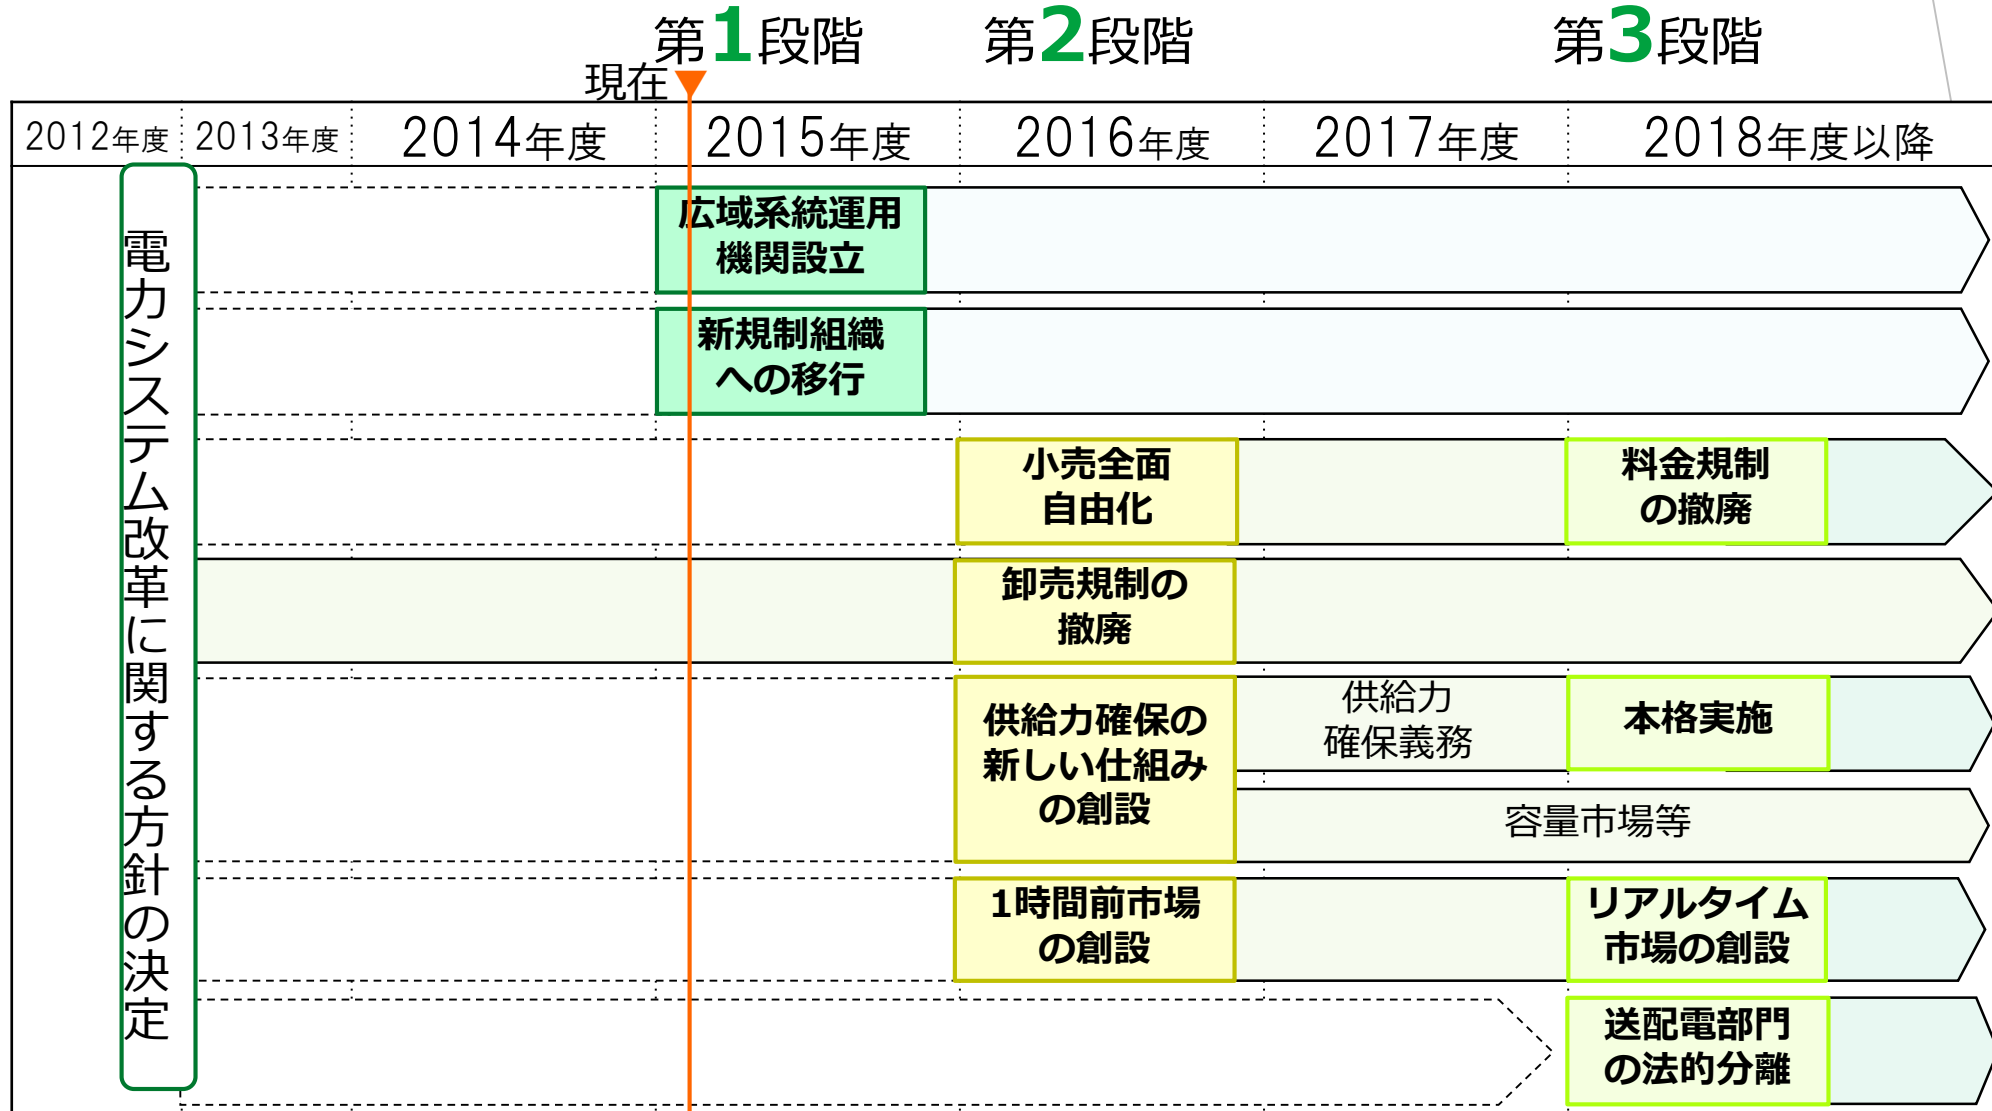 第1段階
第2段階
第3段階
現在
2012年度
2013年度
2014年度
2015年度
2016年度
2017年度
2018年度以降
電力システム改革に関する方針の決定
広域系統運用
機関設立
新規制組織
への移行
小売全面
自由化
料金規制
の撤廃
卸売規制の
撤廃
供給力確保の
新しい仕組み
の創設
供給力
確保義務
本格実施
容量市場等
1時間前市場
の創設
リアルタイム
市場の創設
送配電部門
の法的分離